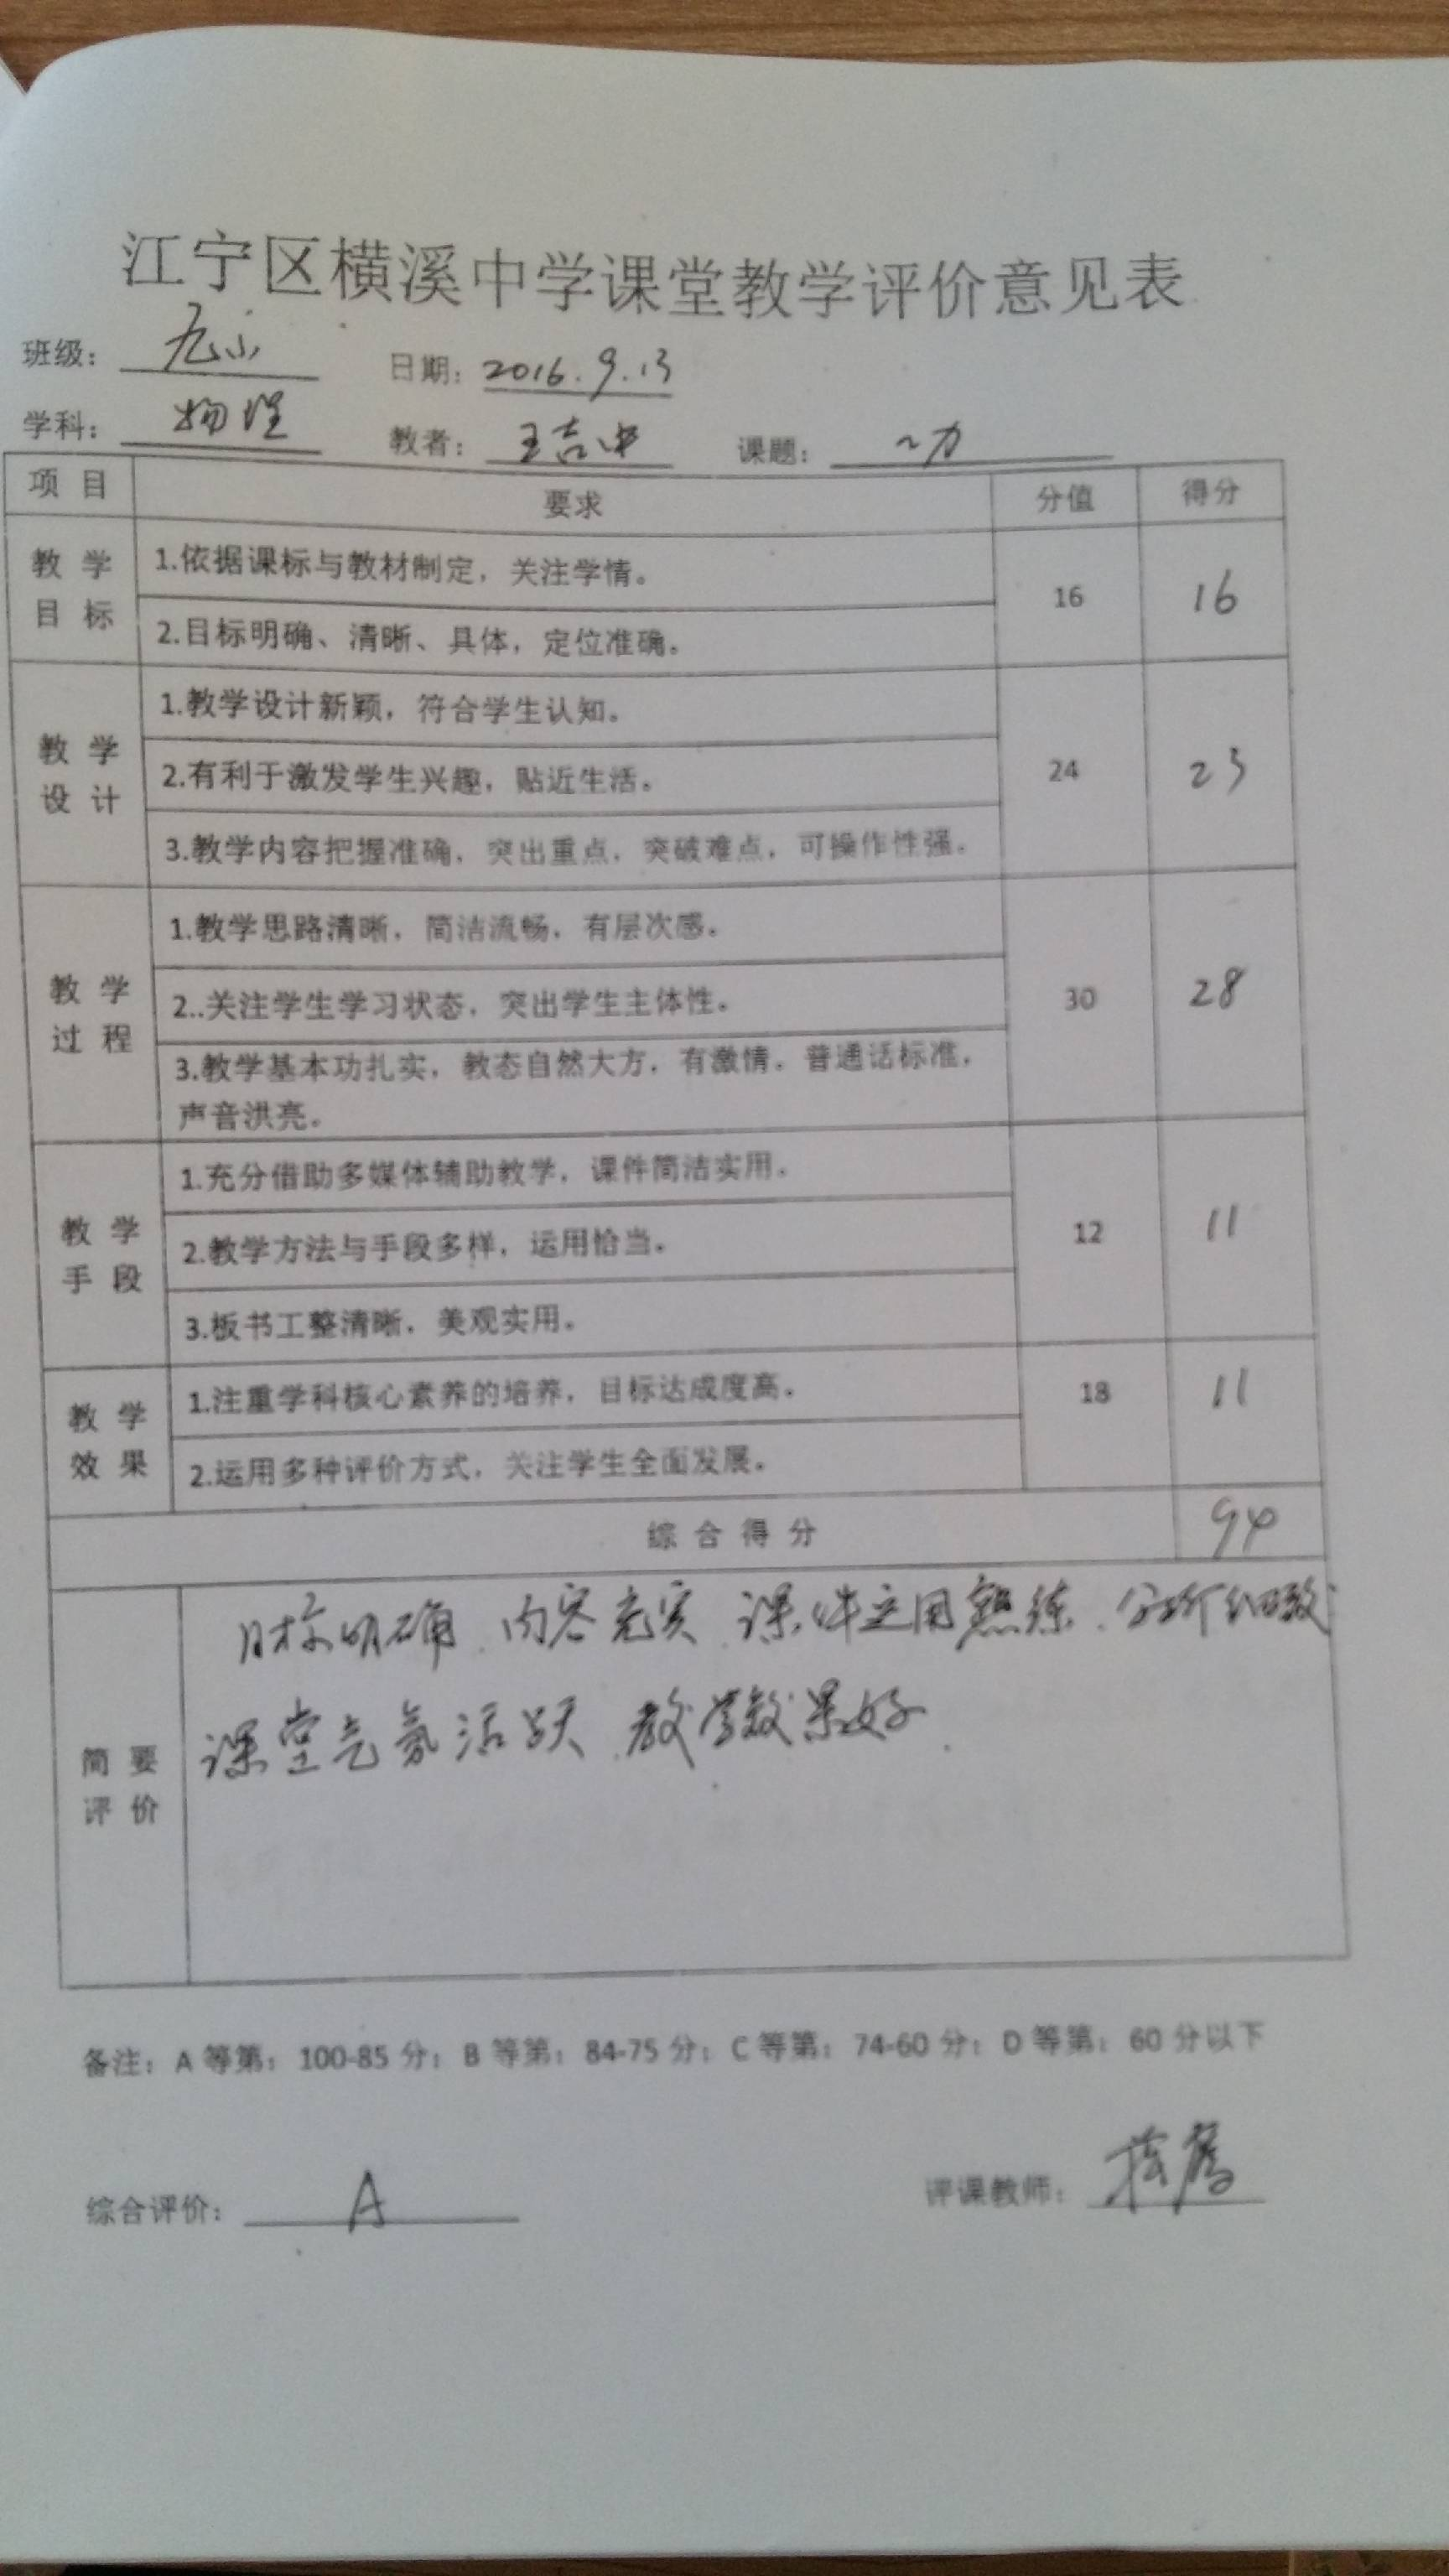 江宁区横溪中学课堂教学评价意见表
班级： 日期：2016.9.13
学科：物理 教者：王吉中 课题：功
项目 要求 分值 得分
教学目标 1.依据课标与教材制定，关注学情。 16 16
2.目标明确、清晰、具体，定位准确。
教学设计 1.教学设计新颖，符合学生认知。 24 23
2.有利于激发学生兴趣，贴近生活。
3.教学内容把握准确，突出重点，突破难点，可操作性强。
教学过程 1.教学思路清晰，简洁流畅，有层次感。 30 28
2..关注学生学习状态，突出学生主体性。
3.教学基本功扎实，教态自然大方，有激情。普通话标准，
声音洪亮。
教学手段 1.充分借助多媒体辅助教学，课件简洁实用。 12 11
2.教学方法与手段多样，运用恰当。
3.板书工整清晰，美观实用。
教学效果 1.注重学科核心素养的培养，目标达成度高。 18 11
2.运用多种评价方式，关注学生全面发展。
综合得分 94
简要评价 目标明确、内容充实、课件运用熟练、分析细致
课堂气氛活跃、教学效果好.
备注：A 等第：100-85 分；B 等第：84-75 分；C 等第：74-60 分；D 等第：60 分以下
综合评价：A 评课教师：